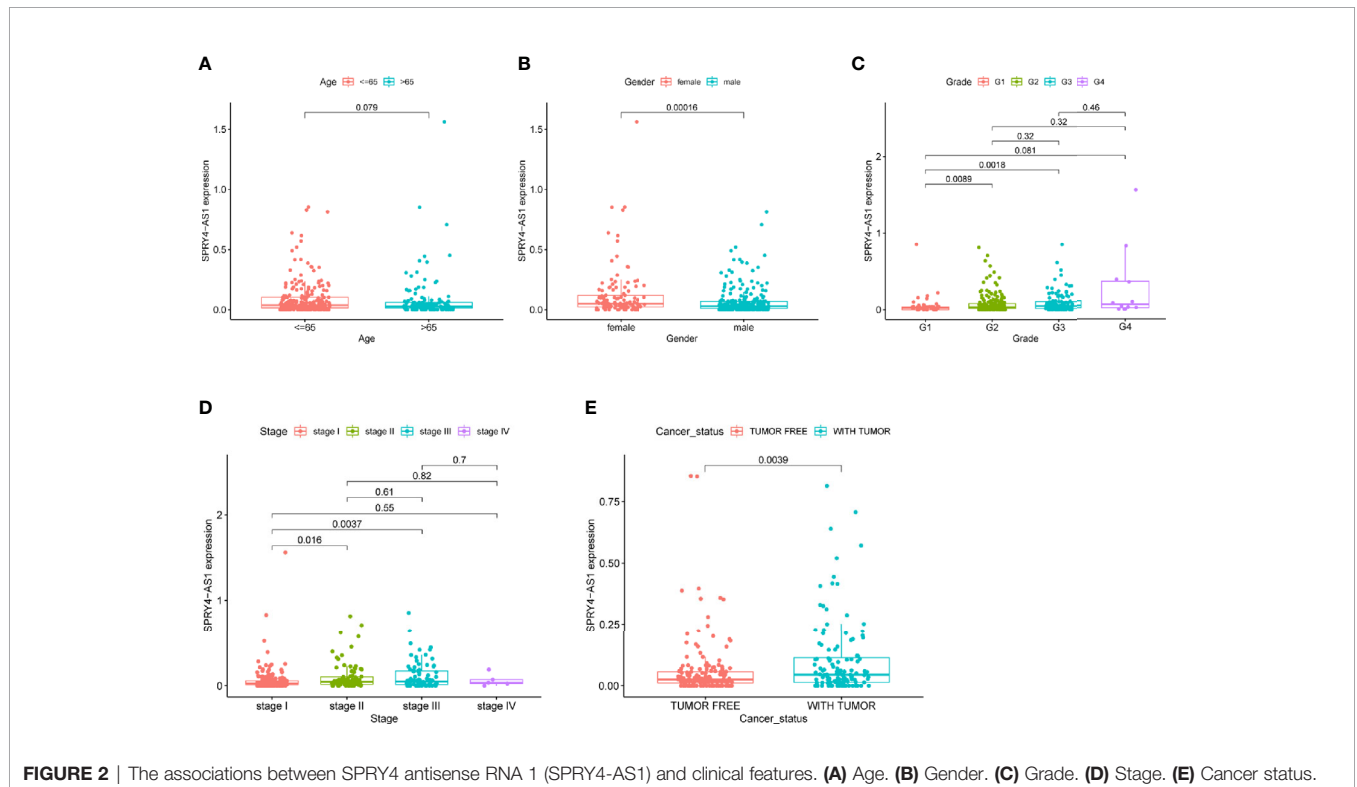 A
Age <=65 >65
0.079
1.5
1.0
0.5
0.0
SPRY4-AS1 expression
<=65 >65
Age
B
Gender female male
0.00016
1.5
1.0
0.5
0.0
SPRY4-AS1 expression
female male
Gender
C
Grade G1 G2 G3 G4
0.46
0.32
0.32
0.081
0.0018
0.0089
2
1
0
SPRY4-AS1 expression
G1 G2 G3 G4
Grade
D
Stage stage I stage II stage III stage IV
0.7
0.82
0.61
0.55
0.0037
0.016
2
1
0
SPRY4-AS1 expression
stage I stage II stage III stage IV
Stage
E
Cancer_status TUMOR FREE WITH TUMOR
0.0039
0.75
0.50
0.25
0.00
SPRY4-AS1 expression
TUMOR FREE WITH TUMOR
Cancer_status
FIGURE 2 | The associations between SPRY4 antisense RNA 1 (SPRY4-AS1) and clinical features. (A) Age. (B) Gender. (C) Grade. (D) Stage. (E) Cancer status.